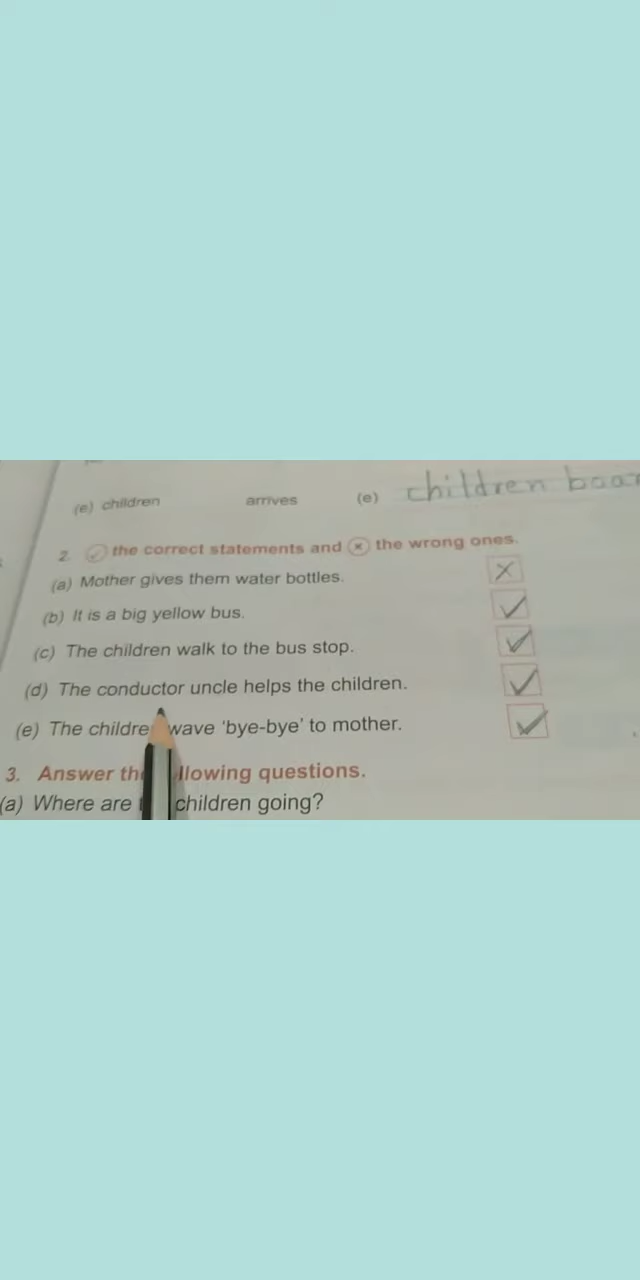 (e) children arrives (e) children boar
2. ✓ the correct statements and × the wrong ones.
(a) Mother gives them water bottles. ×
(b) It is a big yellow bus. ✓
(c) The children walk to the bus stop. ✓
(d) The conductor uncle helps the children. ✓
(e) The childre wave ‘bye-bye’ to mother. ✓
3. Answer th llowing questions.
(a) Where are children going?